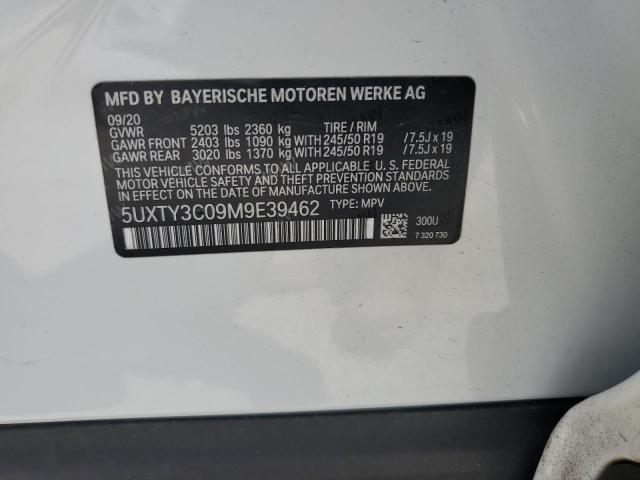 MFD BY BAYERISCHE MOTOREN WERKE AG
09/20
GVWR 5203 lbs 2360 kg TIRE / RIM
GAWR FRONT 2403 lbs 1090 kg WITH 245/50 R19 /7.5J x 19
GAWR REAR 3020 lbs 1370 kg WITH 245/50 R19 /7.5J x 19
THIS VEHICLE CONFORMS TO ALL APPLICABLE U. S. FEDERAL
MOTOR VEHICLE SAFETY STANDARDS IN EFFECT ON THE
DATE OF MANUFACTURE SHOWN ABOVE.
5UXTY3C09M9E39462 TYPE: MPV
300U
7 320 730